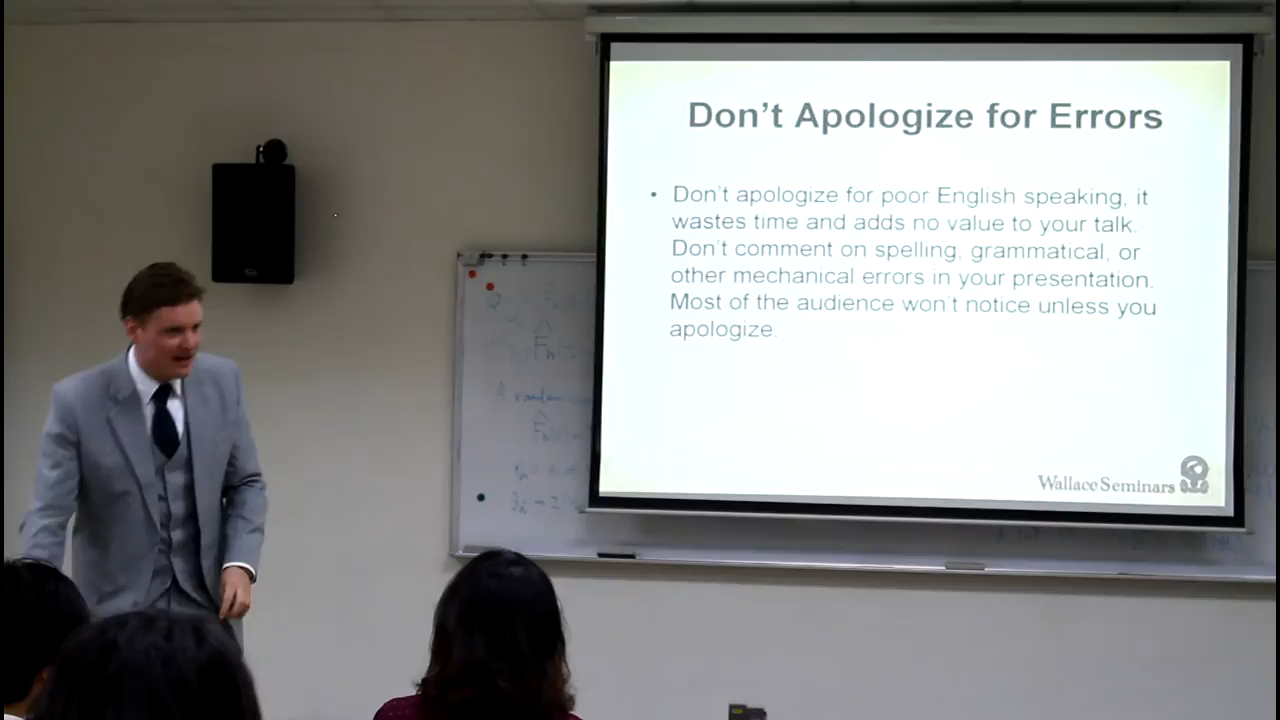 Don't Apologize for Errors
• Don't apologize for poor English speaking, it
wastes time and adds no value to your talk.
Don't comment on spelling, grammatical, or
other mechanical errors in your presentation.
Most of the audience won't notice unless you
apologize.
Wallace Seminars